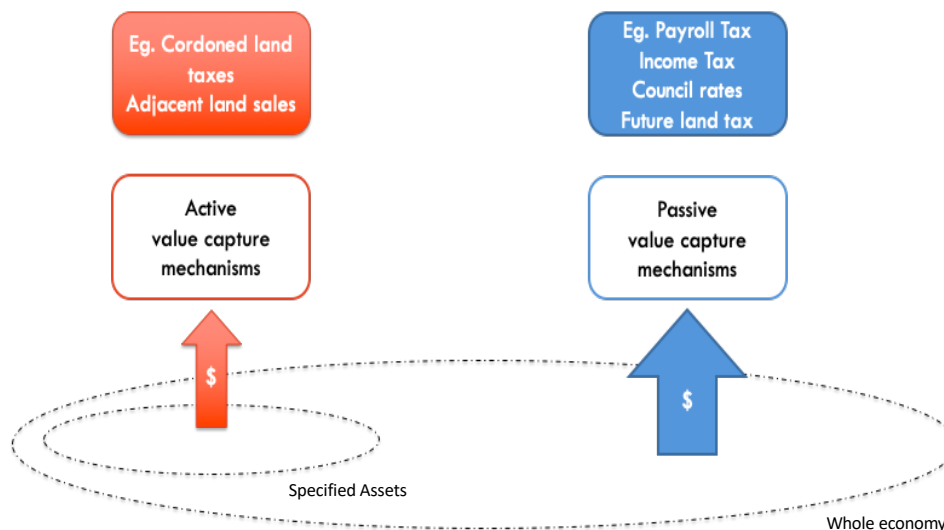 Eg. Cordoned land
taxes
Adjacent land sales
Eg. Payroll Tax
Income Tax
Council rates
Future land tax
Active
value capture
mechanisms
Passive
value capture
mechanisms
$
$
Specified Assets
Whole economy